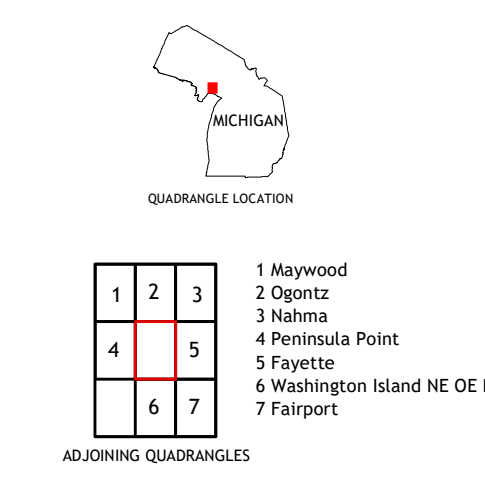 MICHIGAN
QUADRANGLE LOCATION
1 2 3
4 5
6 7
ADJOINING QUADRANGLES
1 Maywood
2 Ogontz
3 Nahma
4 Peninsula Point
5 Fayette
6 Washington Island NE OE
7 Fairport